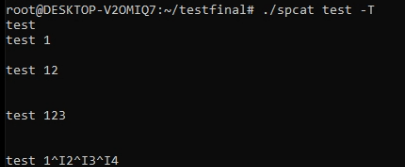 root@DESKTOP-V2OMIQ7:~/testfinal# ./spcat test -T
test
test 1
test 12
test 123
test 1^I2^I3^I4